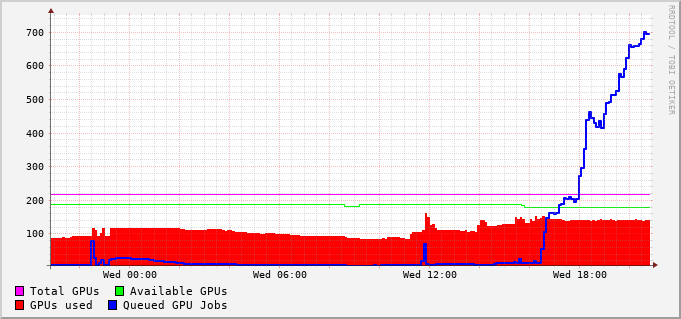 RRDTOOL / TOBI OETIKER
700
600
500
400
300
200
100
Wed 00:00 Wed 06:00 Wed 12:00 Wed 18:00
Total GPUs Available GPUs
GPUs used Queued GPU Jobs